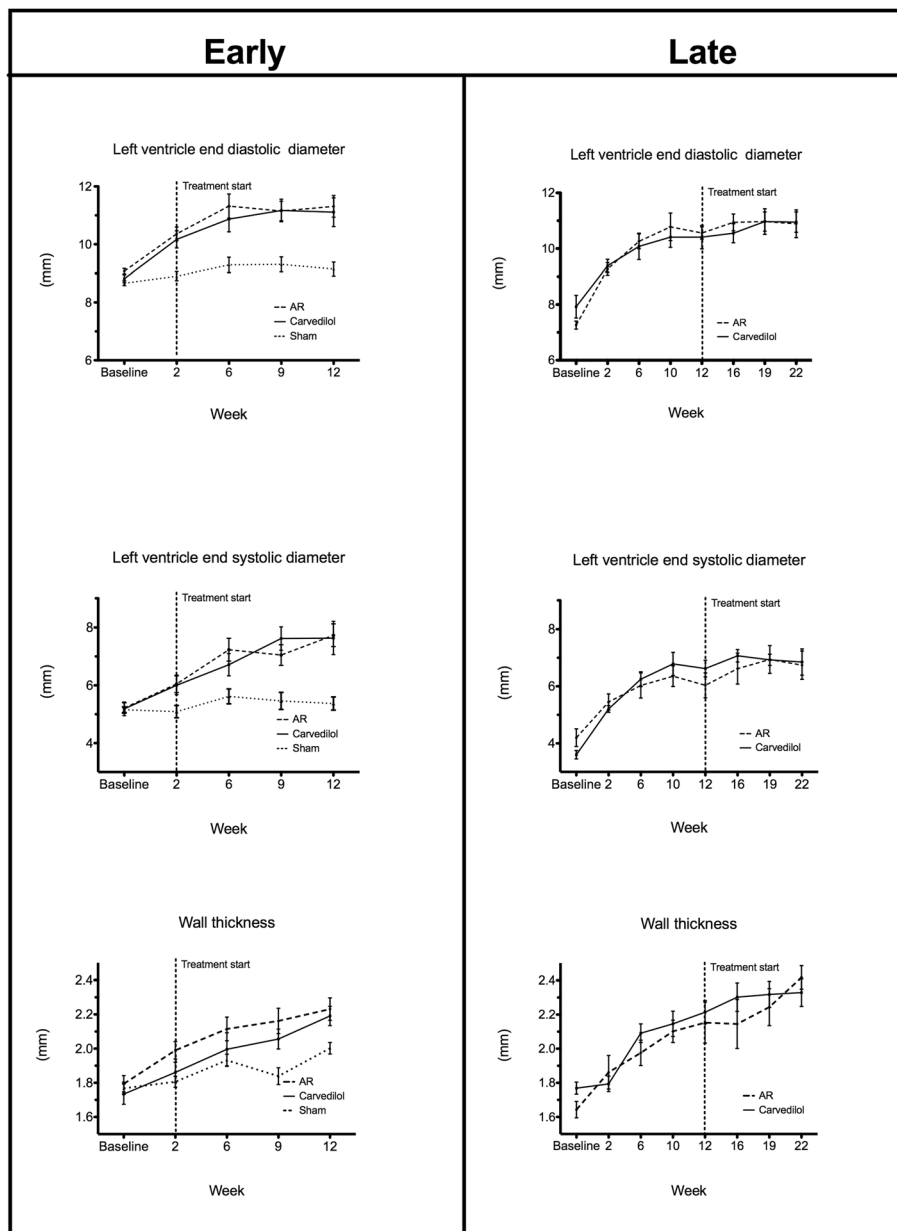 Early
Late
Left ventricle end diastolic diameter
Treatment start
12
10
8
6
(mm)
AR
Carvedilol
Sham
Baseline 2 6 9 12
Week
Left ventricle end diastolic diameter
Treatment start
12
10
8
6
(mm)
AR
Carvedilol
Baseline 2 6 10 12 16 19 22
Week
Left ventricle end systolic diameter
Treatment start
8
6
4
(mm)
AR
Carvedilol
Sham
Baseline 2 6 9 12
Week
Left ventricle end systolic diameter
Treatment start
8
6
4
(mm)
AR
Carvedilol
Baseline 2 6 10 12 16 19 22
Week
Wall thickness
Treatment start
2.4
2.2
2.0
1.8
1.6
(mm)
AR
Carvedilol
Sham
Baseline 2 6 9 12
Week
Wall thickness
Treatment start
2.4
2.2
2.0
1.8
1.6
(mm)
AR
Carvedilol
Baseline 2 6 10 12 16 19 22
Week